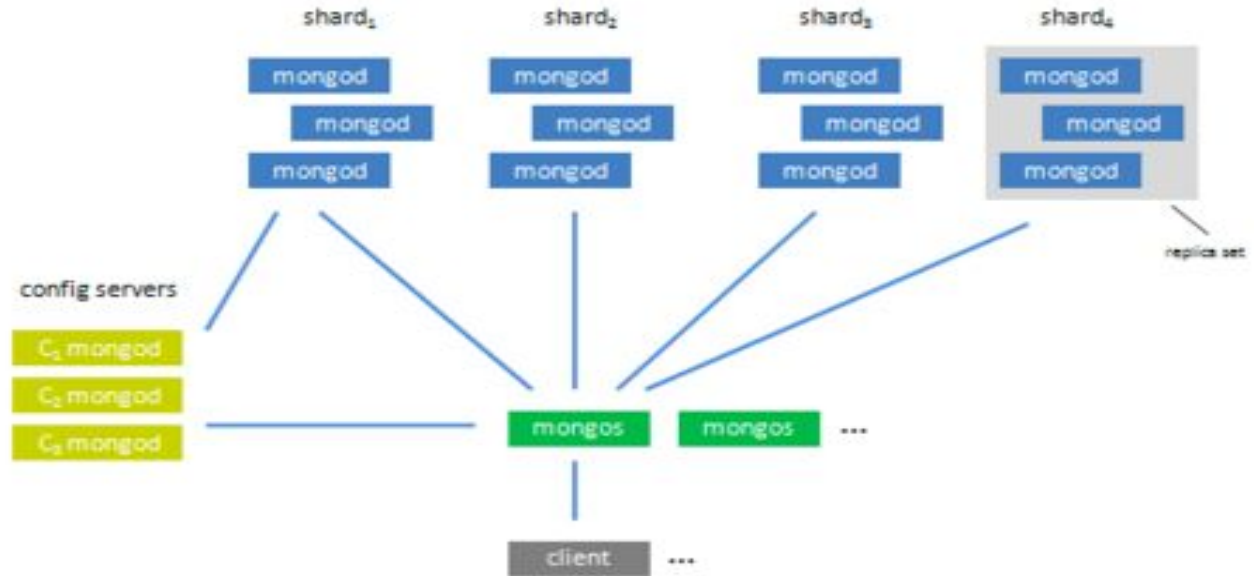 shard₁ shard₂ shard₃ shard₄
mongod mongod mongod mongod
mongod mongod mongod mongod
mongod mongod mongod mongod
replica set
config servers
C₁ mongod
C₂ mongod
C₃ mongod
mongos mongos ...
client ...